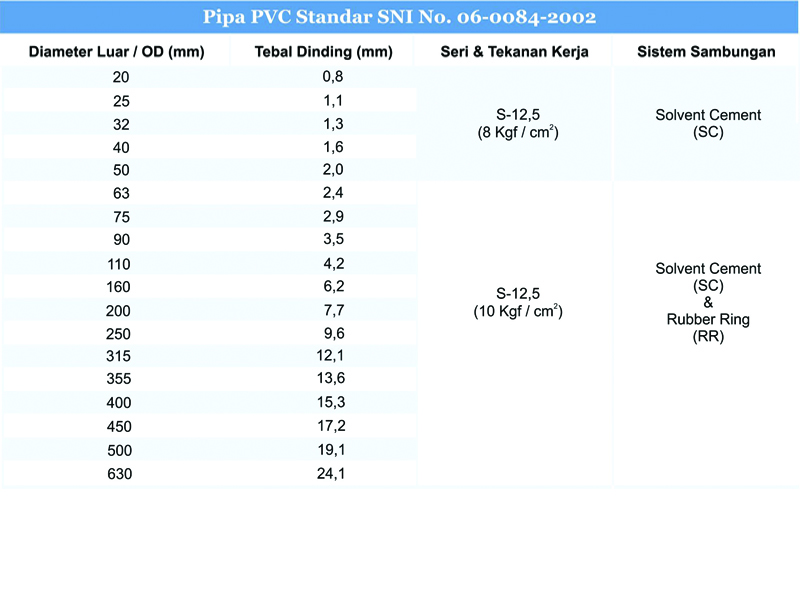 Pipa PVC Standar SNI No. 06-0084-2002
Diameter Luar / OD (mm) Tebal Dinding (mm) Seri & Tekanan Kerja Sistem Sambungan
20 0,8
25 1,1
32 1,3
40 1,6
50 2,0
S-12,5
(8 Kgf / cm²)
Solvent Cement
(SC)
63 2,4
75 2,9
90 3,5
110 4,2
160 6,2
200 7,7
250 9,6
315 12,1
355 13,6
400 15,3
450 17,2
500 19,1
630 24,1
S-12,5
(10 Kgf / cm²)
Solvent Cement
(SC)
&
Rubber Ring
(RR)